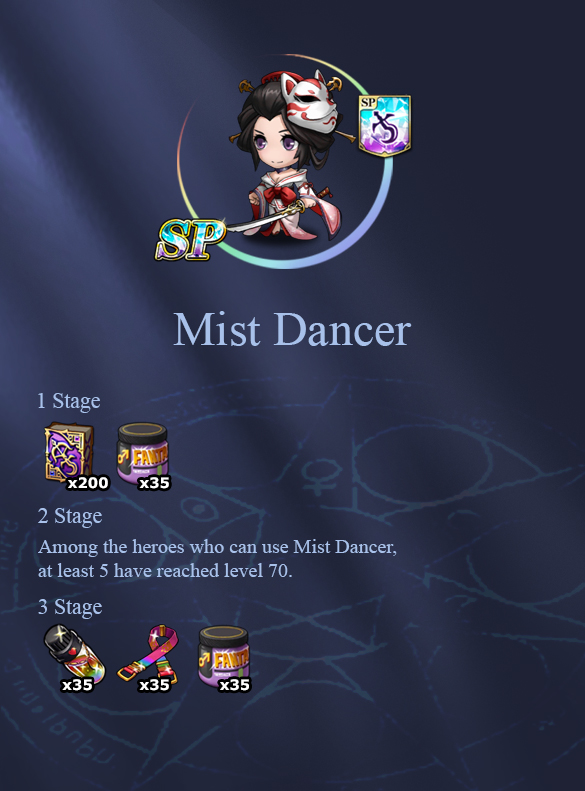 SP
SP
Mist Dancer
1 Stage
x200
x35
2 Stage
Among the heroes who can use Mist Dancer,
at least 5 have reached level 70.
3 Stage
x35
x35
x35